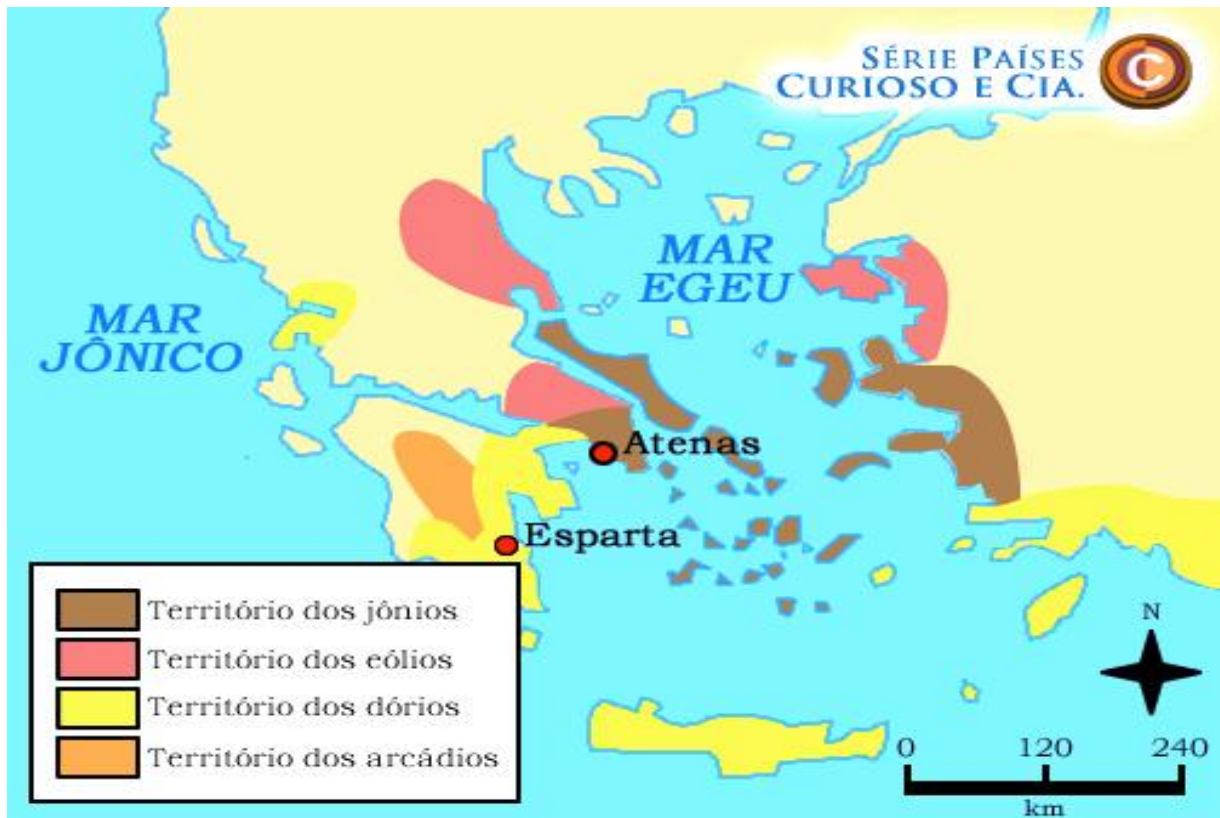 SÉRIE PAÍSES
CURIOSO E CIA.
C
MAR
EGEU
MAR
JÔNICO
Atenas
Esparta
Território dos jônios
Território dos eólios
Território dos dórios
Território dos arcádios
N
0 120 240
km